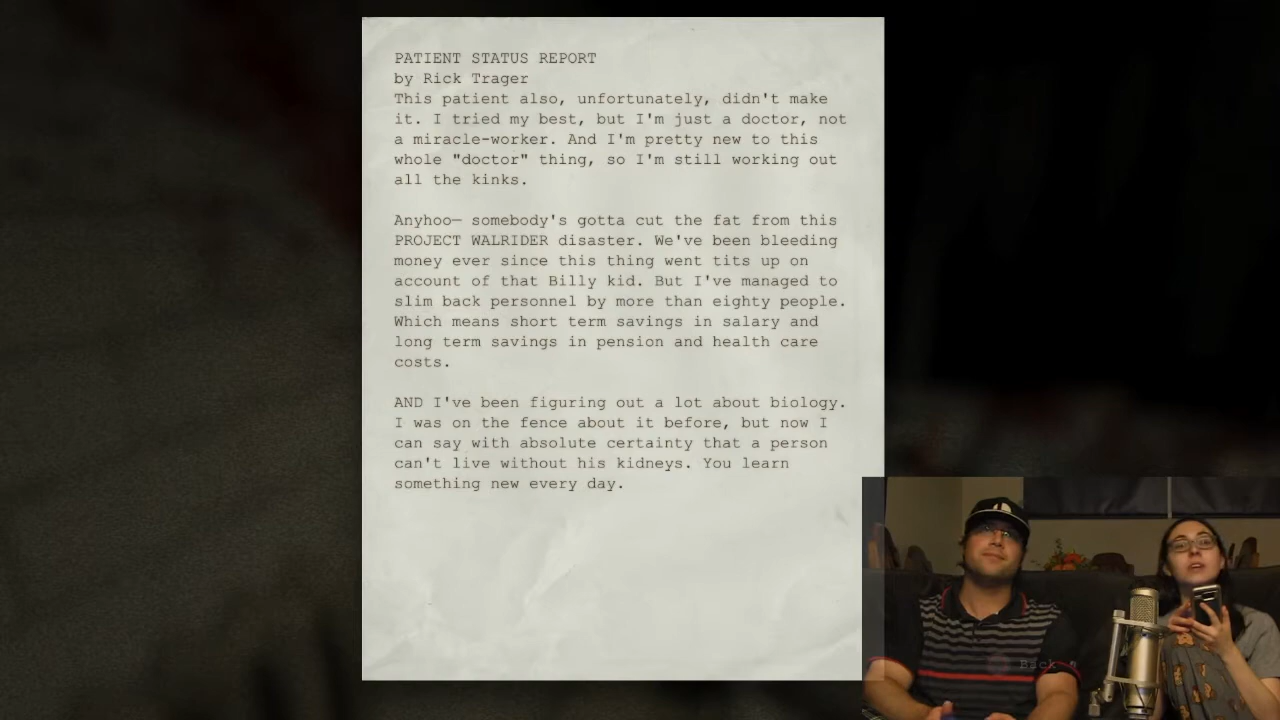 PATIENT STATUS REPORT
by Rick Trager
This patient also, unfortunately, didn't make
it. I tried my best, but I'm just a doctor, not
a miracle-worker. And I'm pretty new to this
whole "doctor" thing, so I'm still working out
all the kinks.
Anyhoo— somebody's gotta cut the fat from this
PROJECT WALRIDER disaster. We've been bleeding
money ever since this thing went tits up on
account of that Billy kid. But I've managed to
slim back personnel by more than eighty people.
Which means short term savings in salary and
long term savings in pension and health care
costs.
AND I've been figuring out a lot about biology.
I was on the fence about it before, but now I
can say with absolute certainty that a person
can't live without his kidneys. You learn
something new every day.
Back